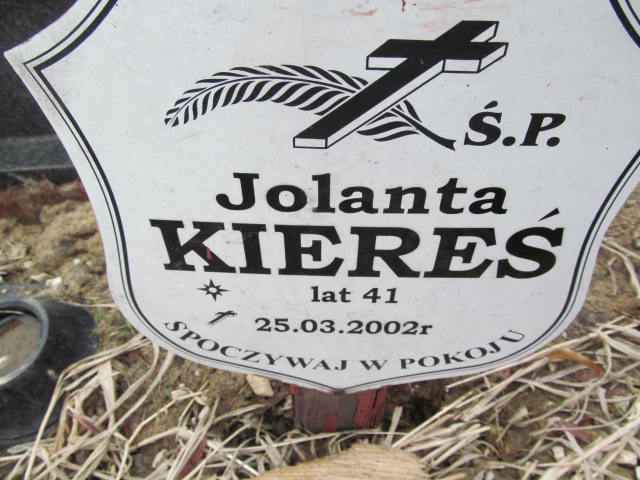 Ś.P.
Jolanta
KIEREŚ
lat 41
25.03.2002r
SPOCZYWAJ W POKOJU